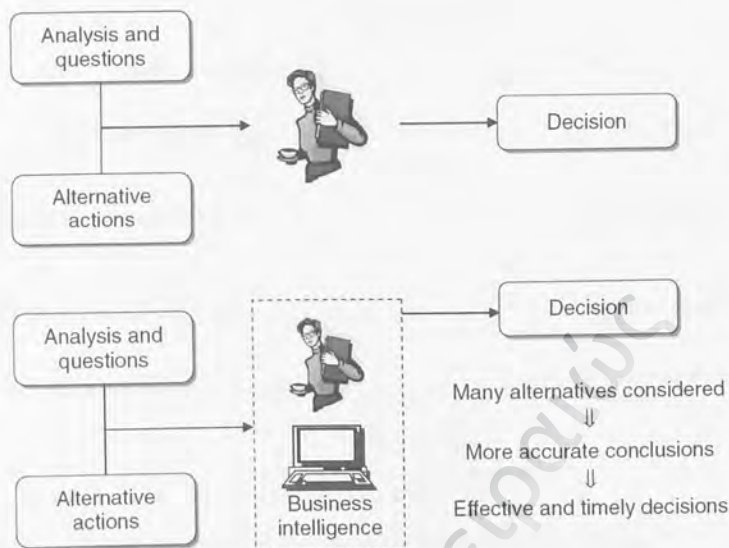 Analysis and
questions
Decision
Alternative
actions
Analysis and
questions
Decision
Many alternatives considered
⇓
More accurate conclusions
⇓
Effective and timely decisions
Business
intelligence
Alternative
actions